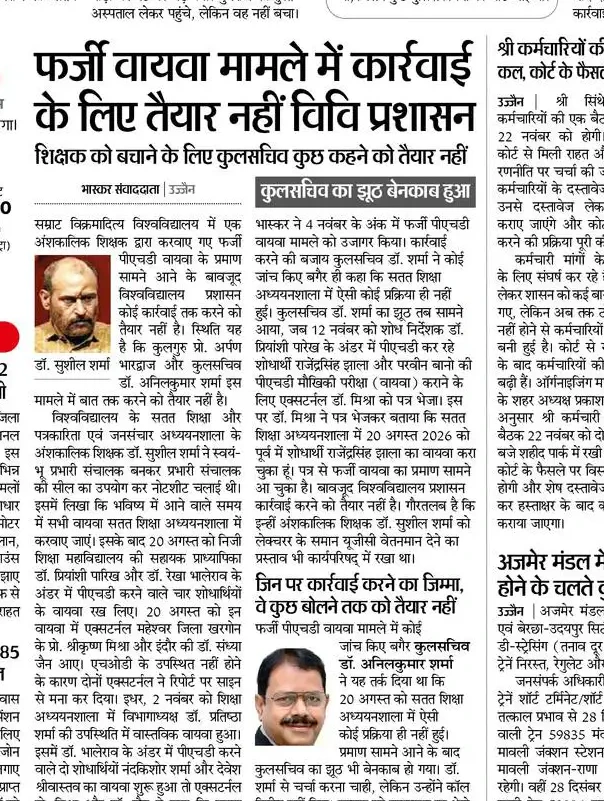 अस्पताल लेकर पहुंचे, लेकिन वह नहीं बचा।
फर्जी वायवा मामले में कार्रवाई
के लिए तैयार नहीं विवि प्रशासन
शिक्षक को बचाने के लिए कुलसचिव कुछ कहने को तैयार नहीं
भास्कर संवाददाता | उज्जैन
सम्राट विक्रमादित्य विश्वविद्यालय में एक
अंशकालिक शिक्षक द्वारा करवाए गए फर्जी
पीएचडी वायवा के प्रमाण
सामने आने के बावजूद
विश्वविद्यालय प्रशासन
कोई कार्रवाई तक करने को
तैयार नहीं है। स्थिति यह
है कि कुलगुरु प्रो. अर्पण
डॉ. सुशील शर्मा
भारद्वाज और कुलसचिव
डॉ. अनिलकुमार शर्मा इस
मामले में बात तक करने को तैयार नहीं है।
विश्वविद्यालय के सतत शिक्षा और
पत्रकारिता एवं जनसंचार अध्ययनशाला के
अंशकालिक शिक्षक डॉ. सुशील शर्मा ने स्वयं-
भू प्रभारी संचालक बनकर प्रभारी संचालक
की सील का उपयोग कर नोटशीट चलाई थी।
इसमें लिखा कि भविष्य में आने वाले समय
में सभी वायवा सतत शिक्षा अध्ययनशाला में
करवाए जाएं। इसके बाद 20 अगस्त को निजी
शिक्षा महाविद्यालय की सहायक प्राध्यापिका
डॉ. प्रियांशी पारिख और डॉ. रेखा भालेराव के
अंडर में पीएचडी करने वाले चार शोधार्थियों
के वायवा रख लिए। 20 अगस्त को इन
वायवा में एक्सटर्नल महेश्वर जिला खरगोन
के प्रो. श्रीकृष्ण मिश्रा और इंदौर की डॉ. संध्या
जैन आए। एचओडी के उपस्थित नहीं होने
के कारण दोनों एक्सटर्नल ने रिपोर्ट पर साइन
से मना कर दिया। इधर, 2 नवंबर को शिक्षा
अध्ययनशाला में विभागाध्यक्ष डॉ. प्रतिष्ठा
शर्मा की उपस्थिति में वास्तविक वायवा हुआ।
इसमें डॉ. भालेराव के अंडर में पीएचडी करने
वाले दो शोधार्थियों नंदकिशोर शर्मा और देवेश
श्रीवास्तव का वायवा शुरू हुआ तो एक्सटर्नल
कुलसचिव का झूठ बेनकाब हुआ
भास्कर ने 4 नवंबर के अंक में फर्जी पीएचडी
वायवा मामले को उजागर किया। कार्रवाई
करने की बजाय कुलसचिव डॉ. शर्मा ने कोई
जांच किए बगैर ही कहा कि सतत शिक्षा
अध्ययनशाला में ऐसी कोई प्रक्रिया ही नहीं
हुई। कुलसचिव डॉ. शर्मा का झूठ तब सामने
आया, जब 12 नवंबर को शोध निर्देशक डॉ.
प्रियांशी पारेख के अंडर में पीएचडी कर रहे
शोधार्थी राजेंद्रसिंह झाला और परवीन बानो की
पीएचडी मौखिकी परीक्षा (वायवा) कराने के
लिए एक्सटर्नल डॉ. मिश्रा को पत्र भेजा। इस
पर डॉ. मिश्रा ने पत्र भेजकर बताया कि सतत
शिक्षा अध्ययनशाला में 20 अगस्त 2026 को
पूर्व में शोधार्थी राजेंद्रसिंह झाला का वायवा करा
चुका हूं। पत्र से फर्जी वायवा का प्रमाण सामने
आ चुका है। बावजूद विश्वविद्यालय प्रशासन
कार्रवाई करने को तैयार नहीं है। गौरतलब है कि
इन्हीं अंशकालिक शिक्षक डॉ. सुशील शर्मा को
लेक्चरर के समान यूजीसी वेतनमान देने का
प्रस्ताव भी कार्यपरिषद् में रखा था।
जिन पर कार्रवाई करने का जिम्मा,
वे कुछ बोलने तक को तैयार नहीं
फर्जी पीएचडी वायवा मामले में कोई
जांच किए बगैर कुलसचिव
डॉ. अनिलकुमार शर्मा
ने यह तर्क दिया था कि
20 अगस्त को सतत शिक्षा
अध्ययनशाला में ऐसी
कोई प्रक्रिया ही नहीं हुई।
प्रमाण सामने आने के बाद
कुलसचिव का झूठ भी बेनकाब हो गया। डॉ.
शर्मा से चर्चा करना चाही, लेकिन उन्होंने कॉल
श्री कर्मचारियों की
कल, कोर्ट के फैसल
उज्जैन | श्री सिंथे
कर्मचारियों की एक बैट
22 नवंबर को होगी।
कोर्ट से मिली राहत औ
रणनीति पर चर्चा की ज
कर्मचारियों के दस्तावेज
उनसे दस्तावेज लेक
कराए जाएंगे और कोट
करने की प्रक्रिया पूरी की
कर्मचारी मांगों के
के लिए संघर्ष कर रहे
लेकर शासन को कई बा
गए, लेकिन अब तक ठ
नहीं होने से कर्मचारियों
बनी हुई है। कोर्ट से
के बाद कर्मचारियों की
बढ़ी हैं। ऑर्गनाइजिंग म
के शहर अध्यक्ष प्रकाश
अनुसार श्री कर्मचारी
बैठक 22 नवंबर को दो
बजे शहीद पार्क में रखी
कोर्ट के फैसले पर विस
होगी और शेष दस्तावेज
कर हस्ताक्षर के बाद व
कराया जाएगा।
अजमेर मंडल में
होने के चलते ट
उज्जैन | अजमेर मंडल
एवं बेरछा-उदयपुर सिटी
डी-स्ट्रेसिंग (तनाव दूर
ट्रेनें निरस्त, रेगुलेट और
जनसंपर्क अधिकारी
ट्रेनें शॉर्ट टर्मिनेट/शॉर्ट
तत्काल प्रभाव से 28 दि
वाली ट्रेन 59835 मंद
मावली जंक्शन स्टेशन
मावली जंक्शन-राणा
रहेगी। वहीं 28 दिसंबर